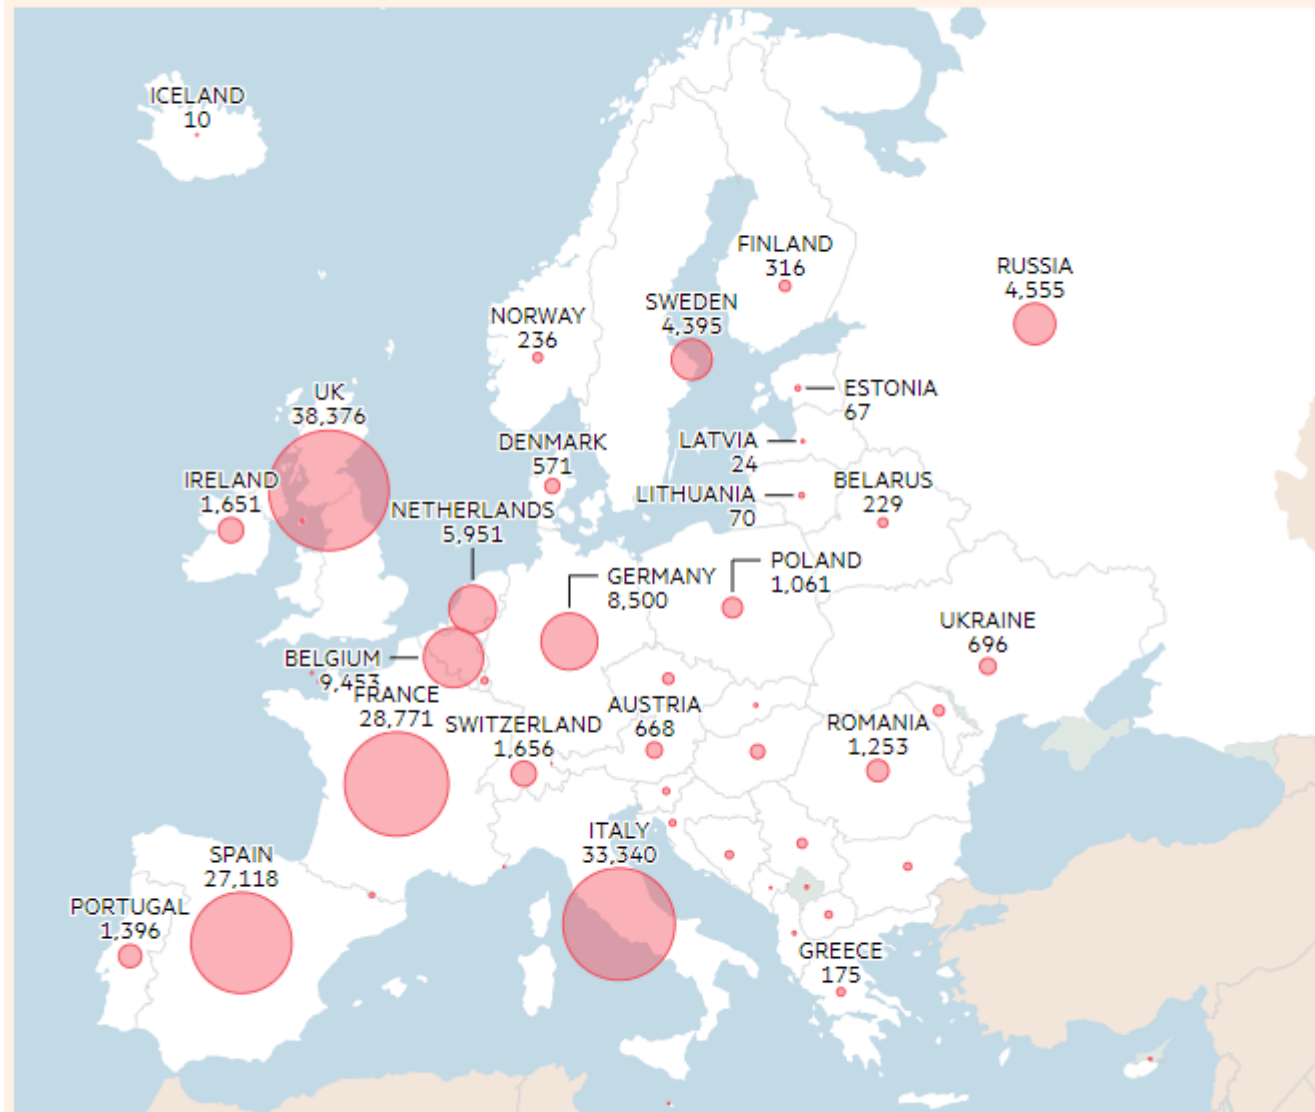 ICELAND
10
FINLAND
316
RUSSIA
4,555
SWEDEN
4,395
NORWAY
236
ESTONIA
67
UK
38,376
LATVIA
24
DENMARK
571
IRELAND
1,651
BELARUS
229
LITHUANIA
70
NETHERLANDS
5,951
POLAND
1,061
GERMANY
8,500
UKRAINE
696
BELGIUM
9,453
FRANCE
28,771
AUSTRIA
668
SWITZERLAND
1,656
ROMANIA
1,253
ITALY
33,340
SPAIN
27,118
PORTUGAL
1,396
GREECE
175